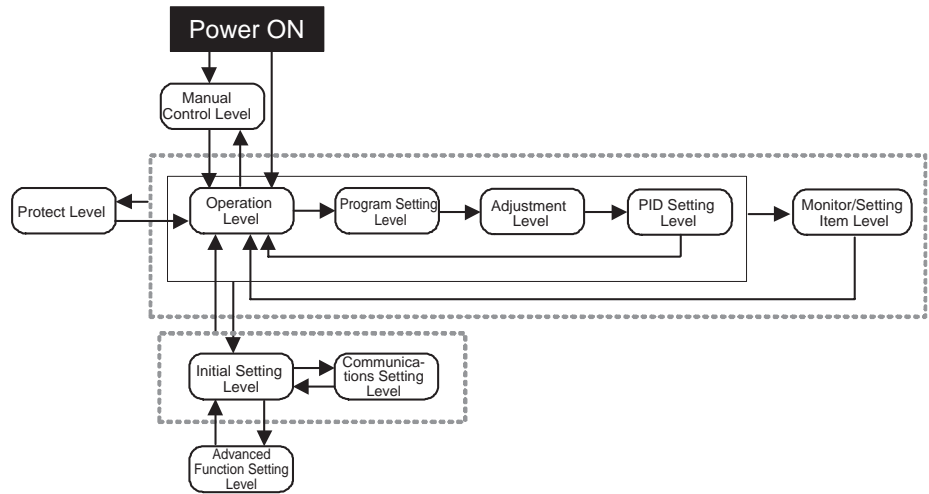 Power ON
Manual
Control Level
Protect Level
Operation
Level
Program Setting
Level
Adjustment
Level
PID Setting
Level
Monitor/Setting
Item Level
Initial Setting
Level
Communica-
tions Setting
Level
Advanced
Function Setting
Level